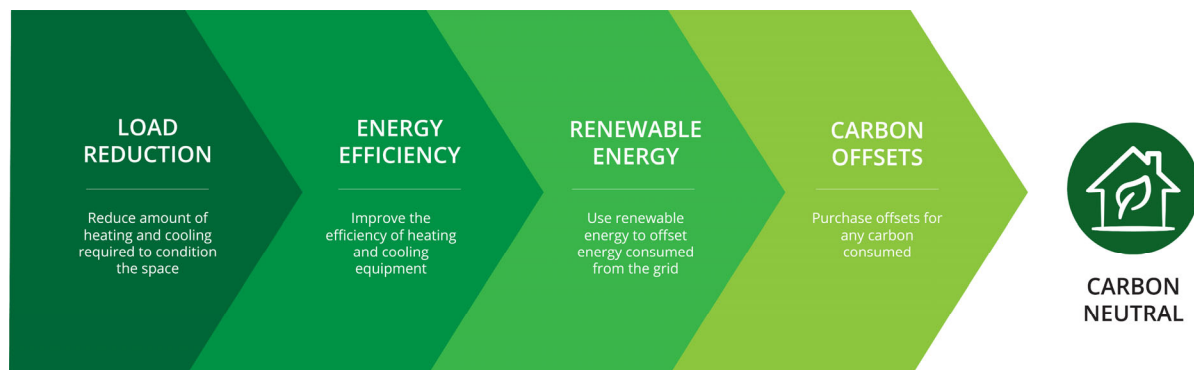 LOAD
REDUCTION
Reduce amount of
heating and cooling
required to condition
the space
ENERGY
EFFICIENCY
Improve the
efficiency of heating
and cooling
equipment
RENEWABLE
ENERGY
Use renewable
energy to offset
energy consumed
from the grid
CARBON
OFFSETS
Purchase offsets for
any carbon
consumed
CARBON
NEUTRAL